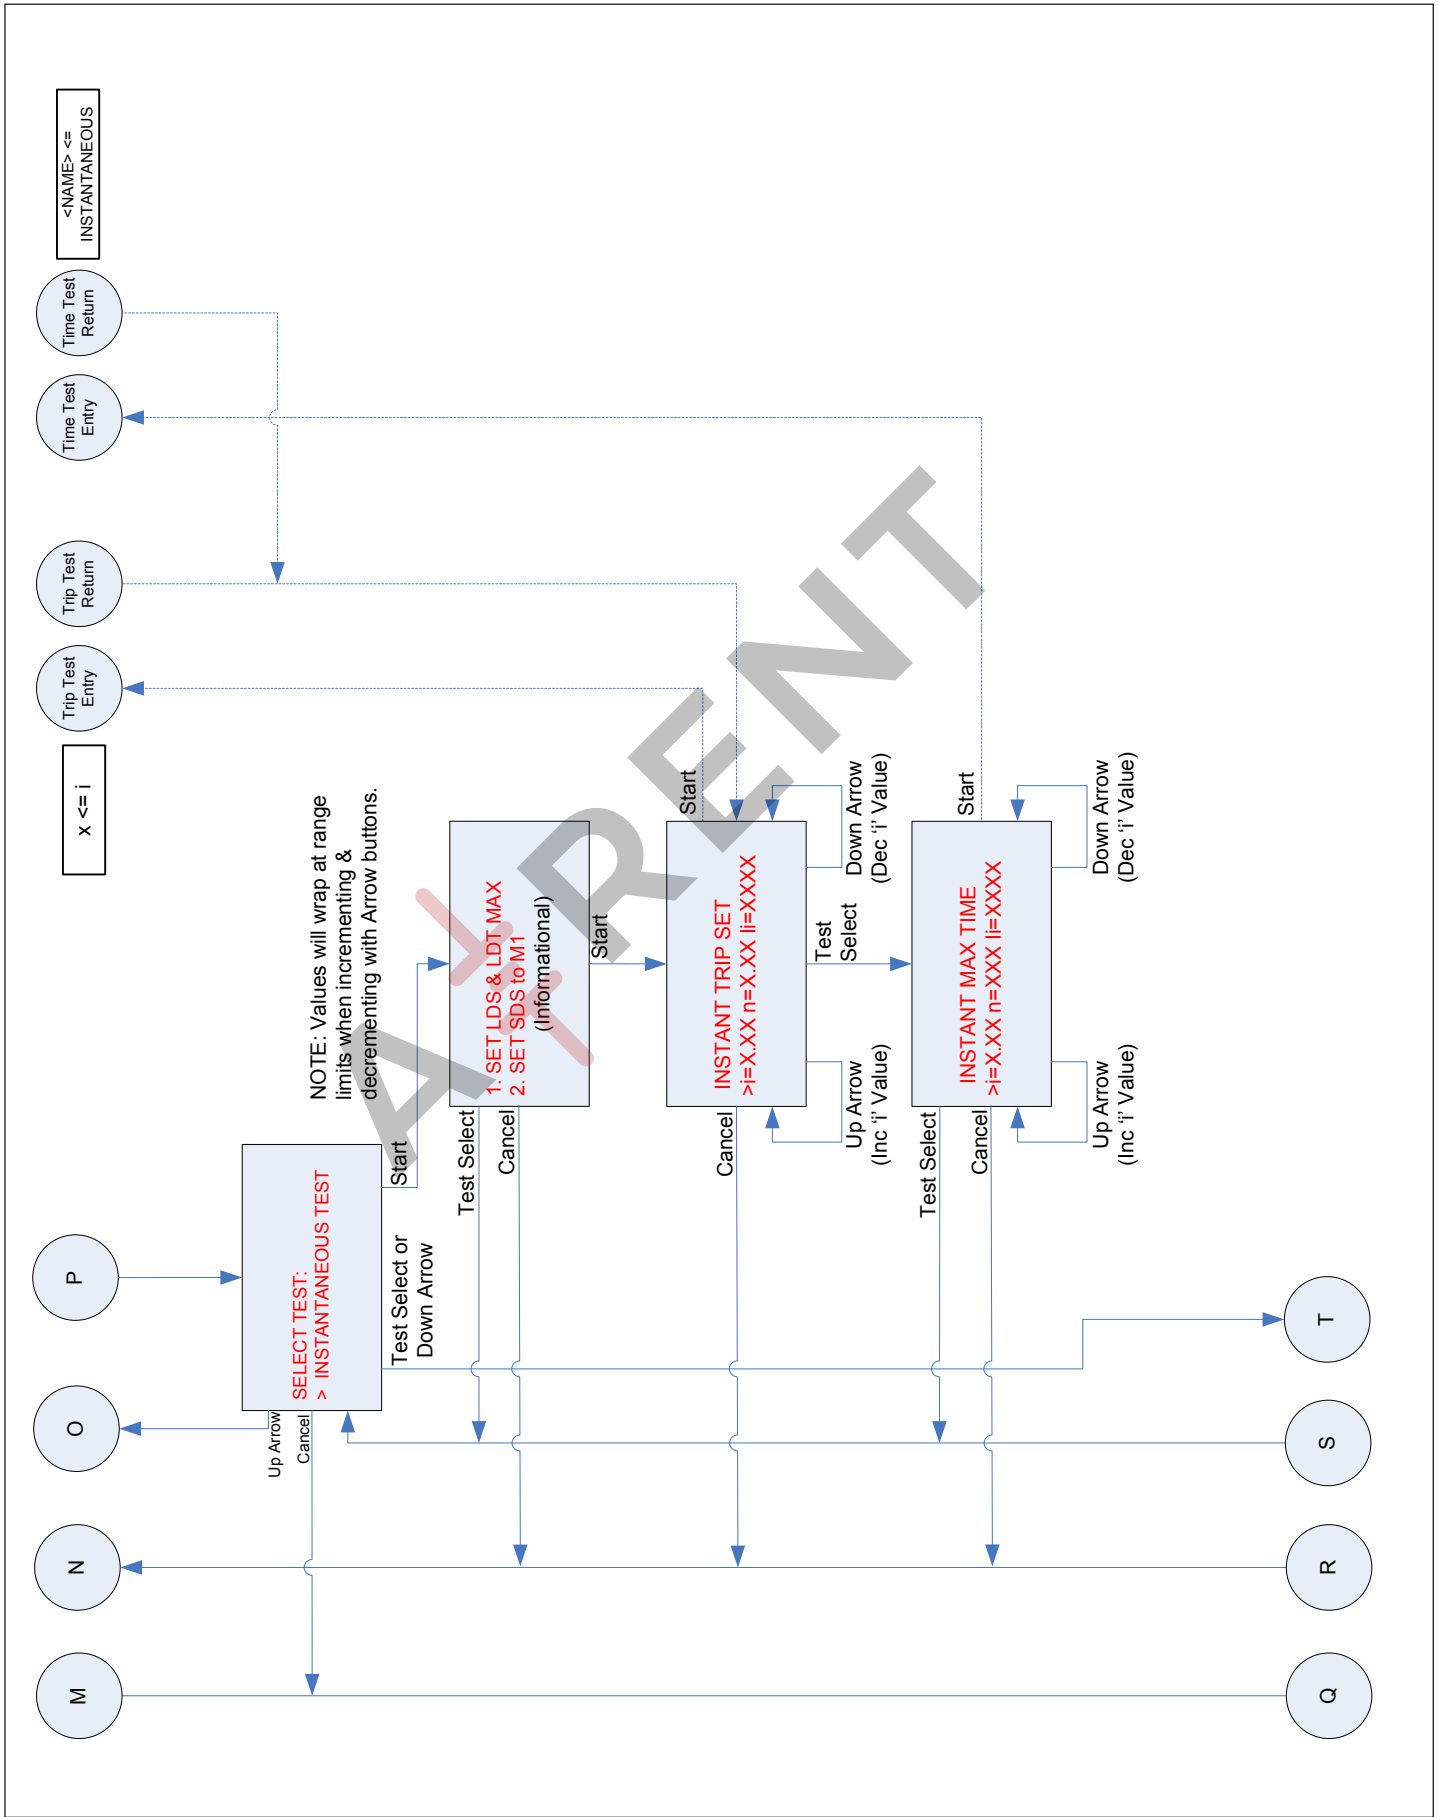 M
N
O
P
x <= i
Trip Test
Entry
Trip Test
Return
Time Test
Entry
Time Test
Return
<NAME> <=
INSTANTANEOUS
Up Arrow
Cancel
SELECT TEST:
> INSTANTANEOUS TEST
Start
Test Select or
Down Arrow
NOTE: Values will wrap at range
limits when incrementing &
decrementing with Arrow buttons.
Test Select
Cancel
1. SET LDS & LDT MAX
2. SET SDS to M1
(Informational)
Start
Cancel
INSTANT TRIP SET
>i=X.XX n=X.XX Ii=XXXX
Start
Up Arrow
(Inc ‘i’ Value)
Test
Select
Down Arrow
(Dec ‘i’ Value)
Test Select
Cancel
INSTANT MAX TIME
>i=X.XX n=XXX Ii=XXXX
Start
Up Arrow
(Inc ‘i’ Value)
Down Arrow
(Dec ‘i’ Value)
Q
R
S
T